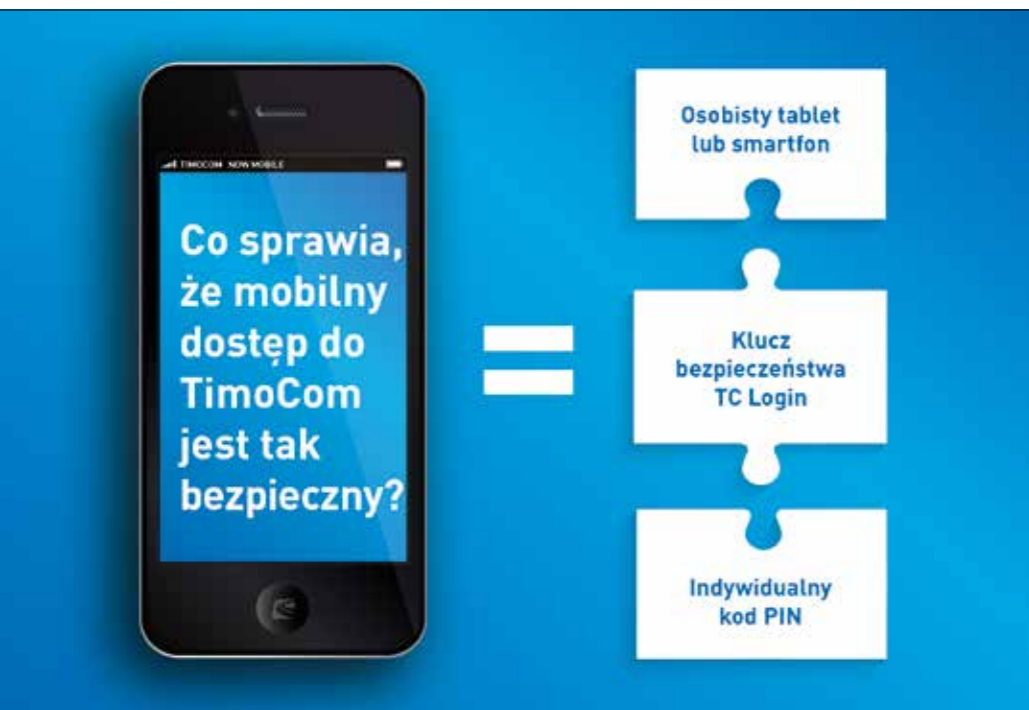 TIMOCOM NOW MOBILE
Co sprawia,
że mobilny
dostęp do
TimoCom
jest tak
bezpieczny?
=
Osobisty tablet
lub smartfon
Klucz
bezpieczeństwa
TC Login
Indywidualny
kod PIN